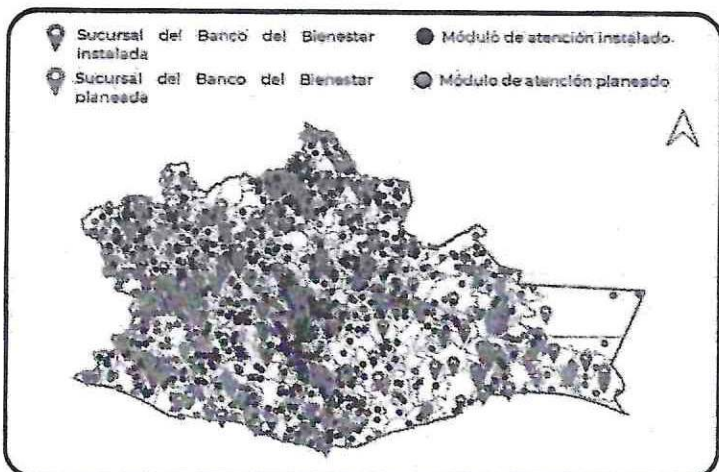 Sucursal del Banco del Bienestar
instalada
Módulo de atención instalado.
Sucursal del Banco del Bienestar
planeada
Módulo de atención planeado